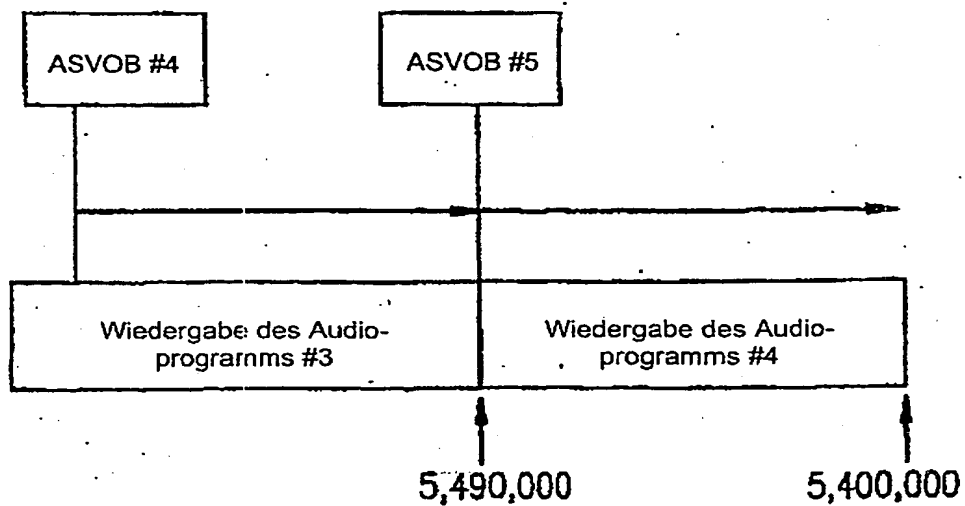 ASVOB #4
ASVOB #5
Wiedergabe des Audio-
programms #3
Wiedergabe des Audio-
programms #4
5,490,000
5,400,000